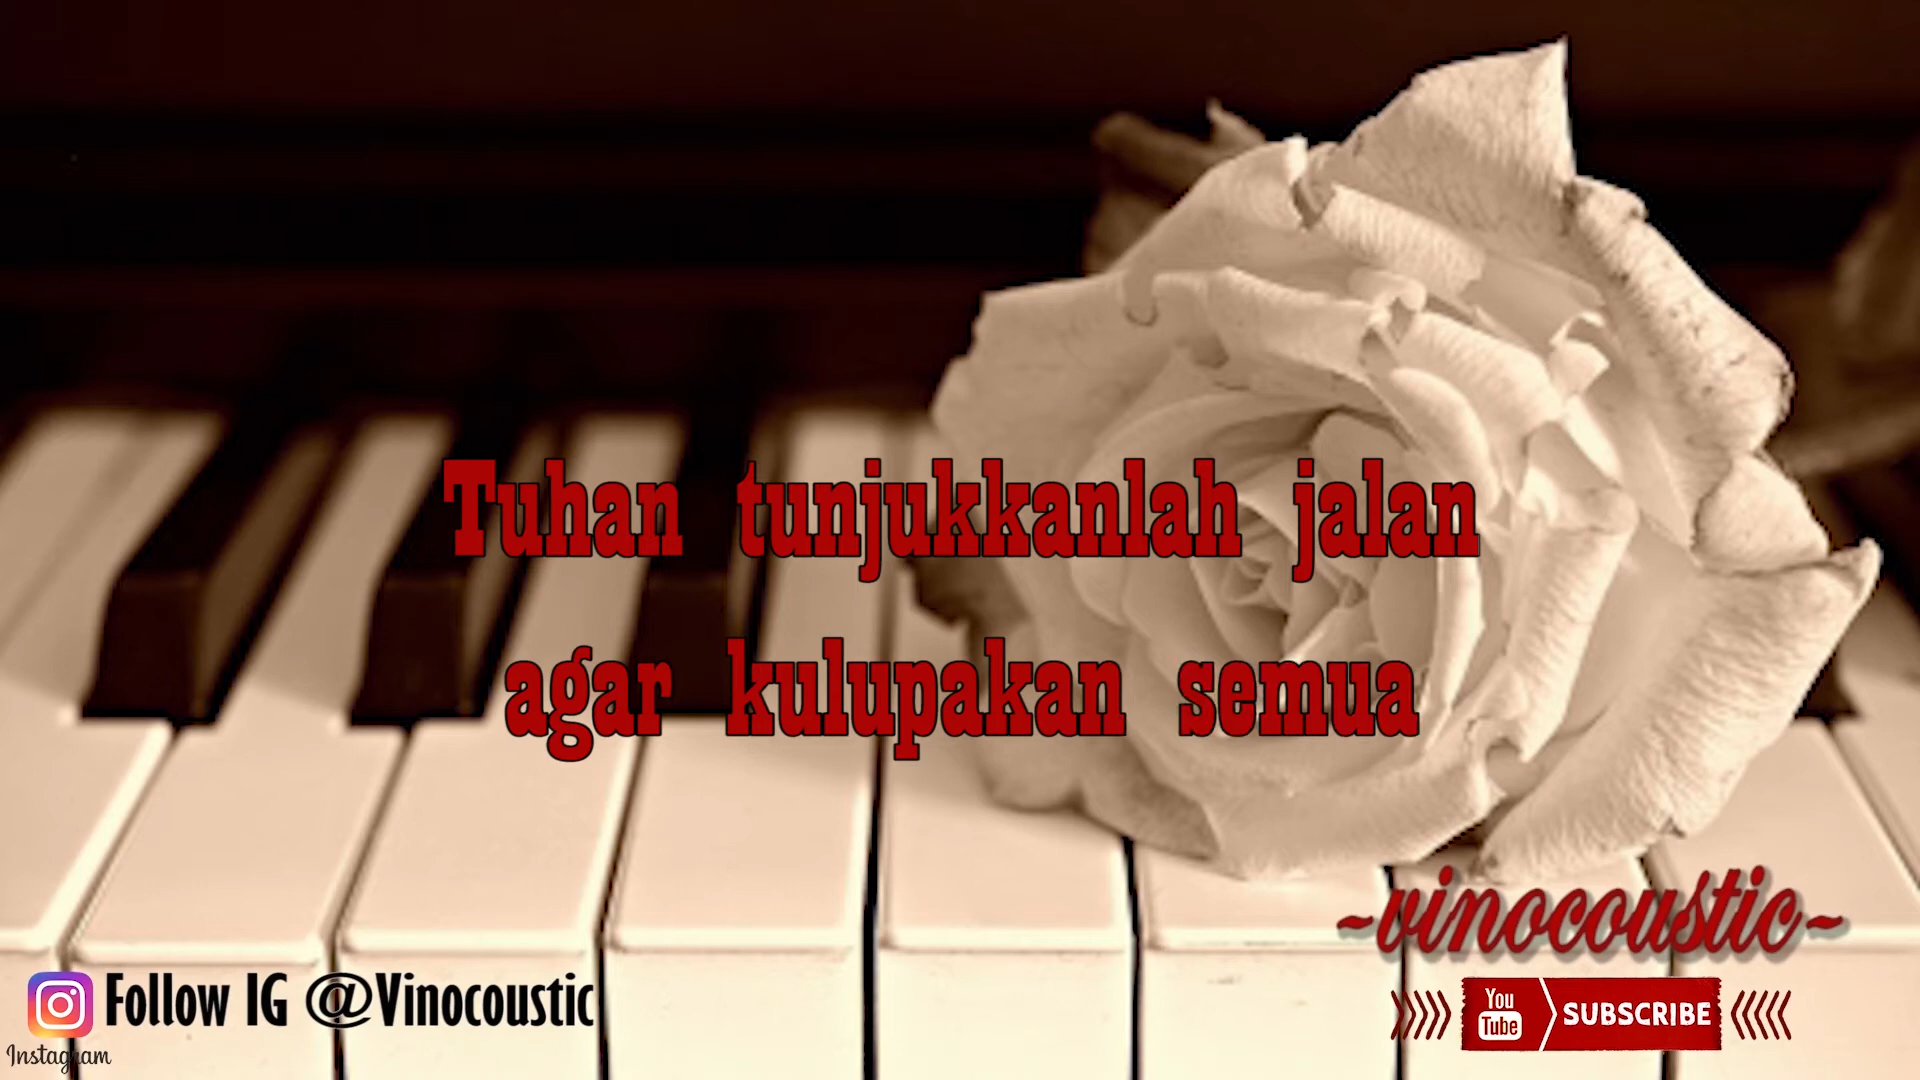 Tuhan tunjukkanlah jalan
agar kulupakan semua
~vinocoustic~
Follow IG @Vinocoustic
Instagram
You
Tube
SUBSCRIBE